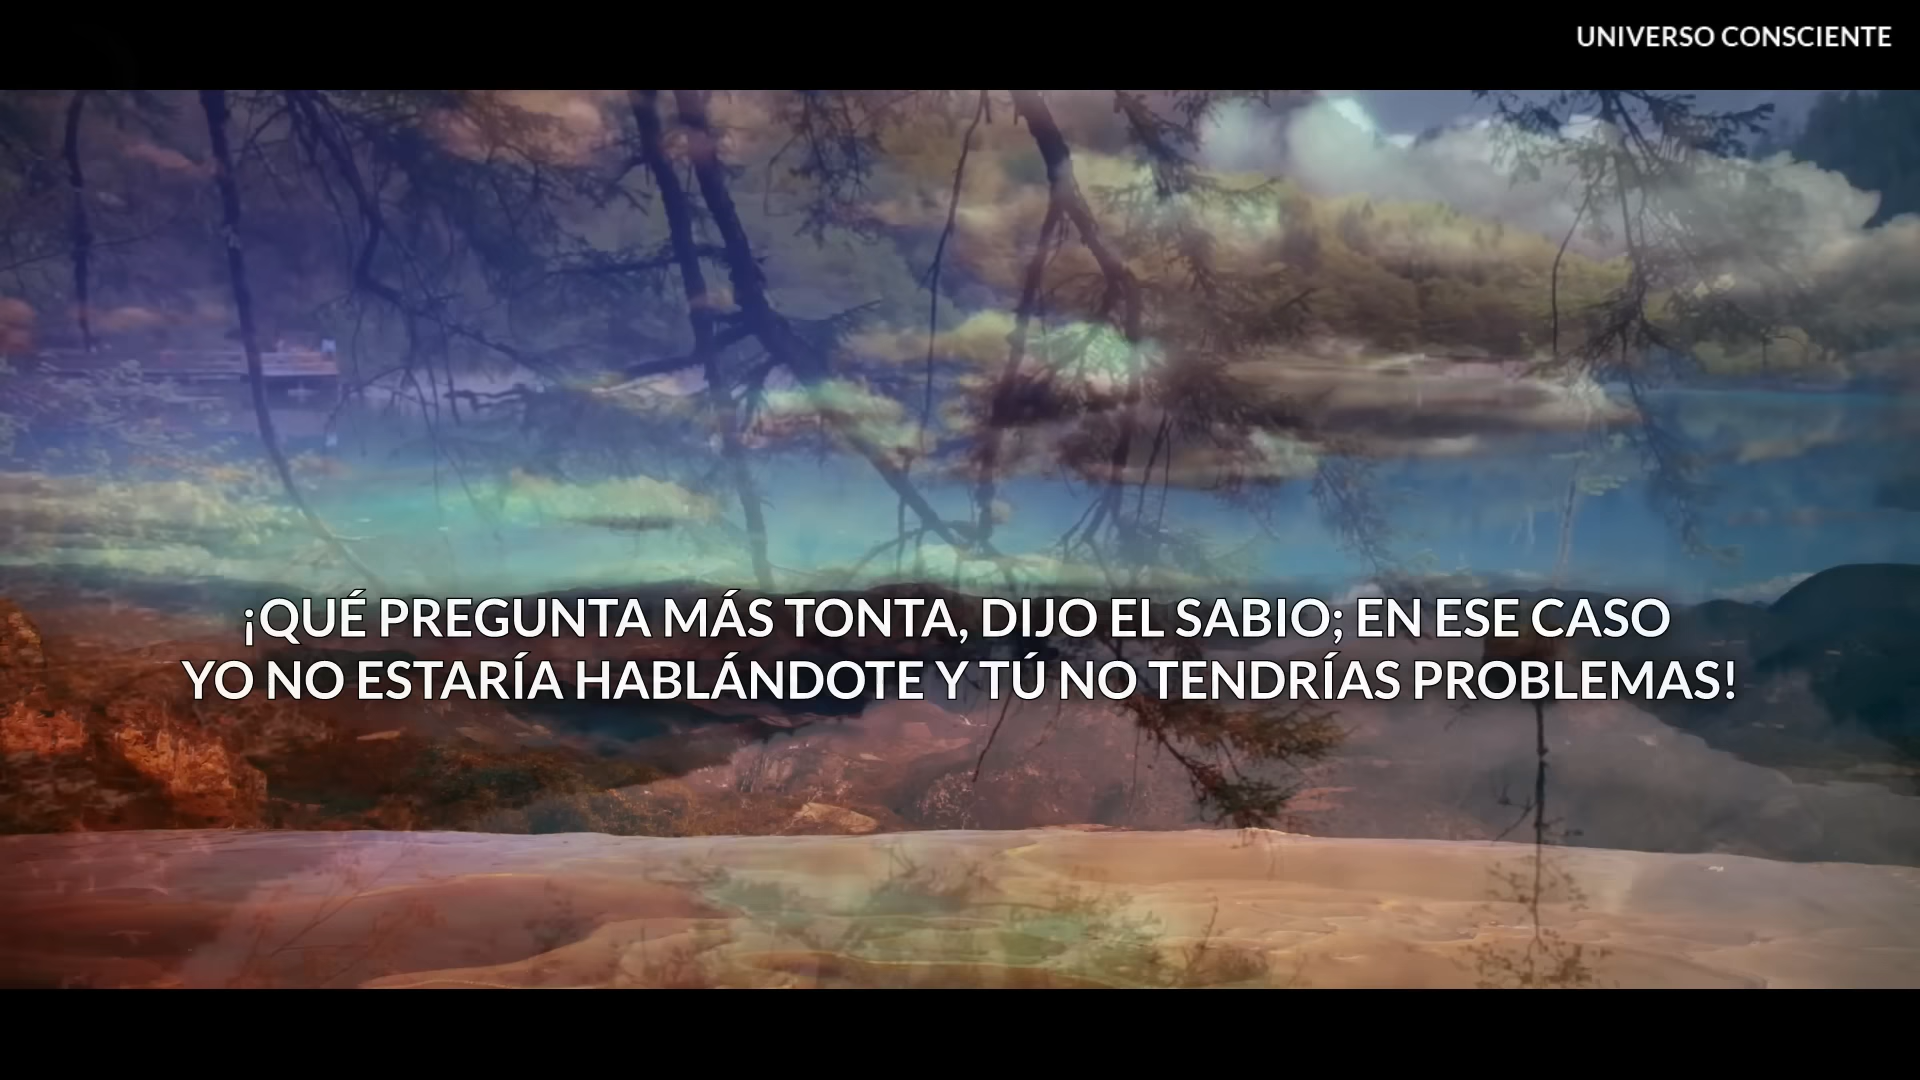 UNIVERSO CONSCIENTE
¡QUÉ PREGUNTA MÁS TONTA, DIJO EL SABIO; EN ESE CASO
YO NO ESTARÍA HABLÁNDOTE Y TÚ NO TENDRÍAS PROBLEMAS!